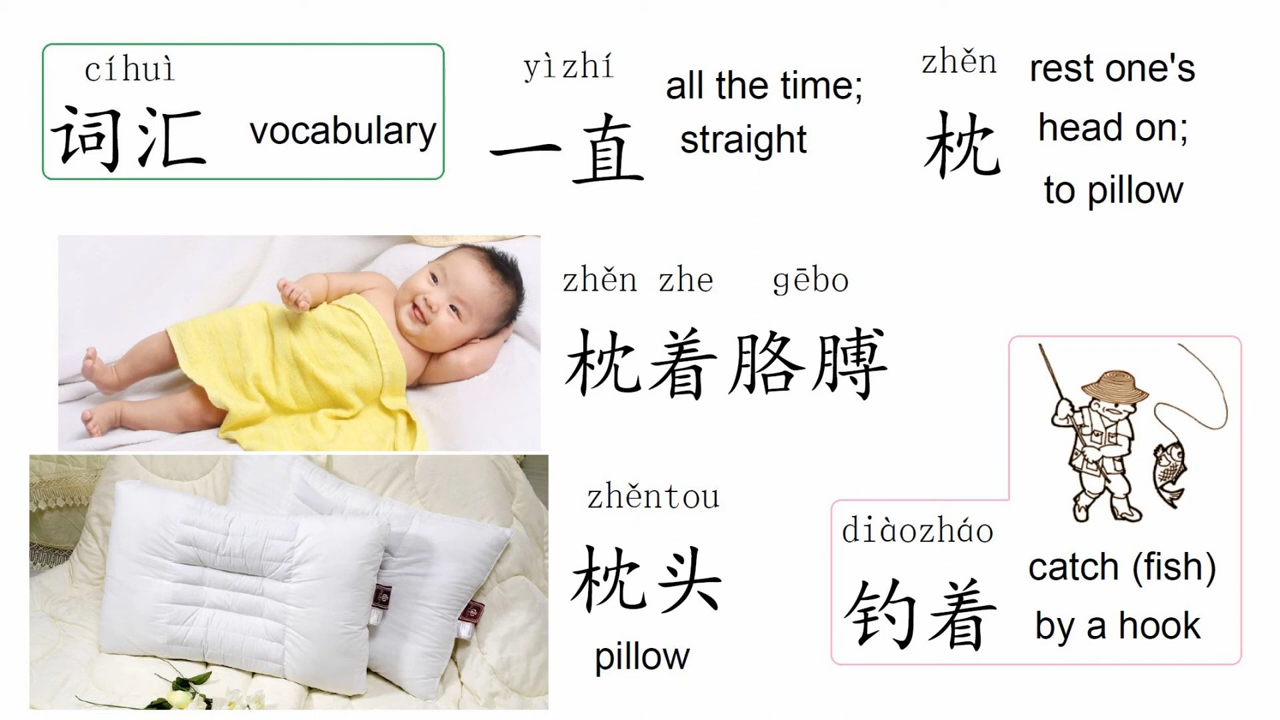 cíhuì
词汇 vocabulary
yìzhí
一直
all the time;
straight
zhěn
枕
rest one's
head on;
to pillow
zhěn zhe gēbo
枕着胳膊
zhěntou
枕头
pillow
diàozháo
钓着
catch (fish)
by a hook